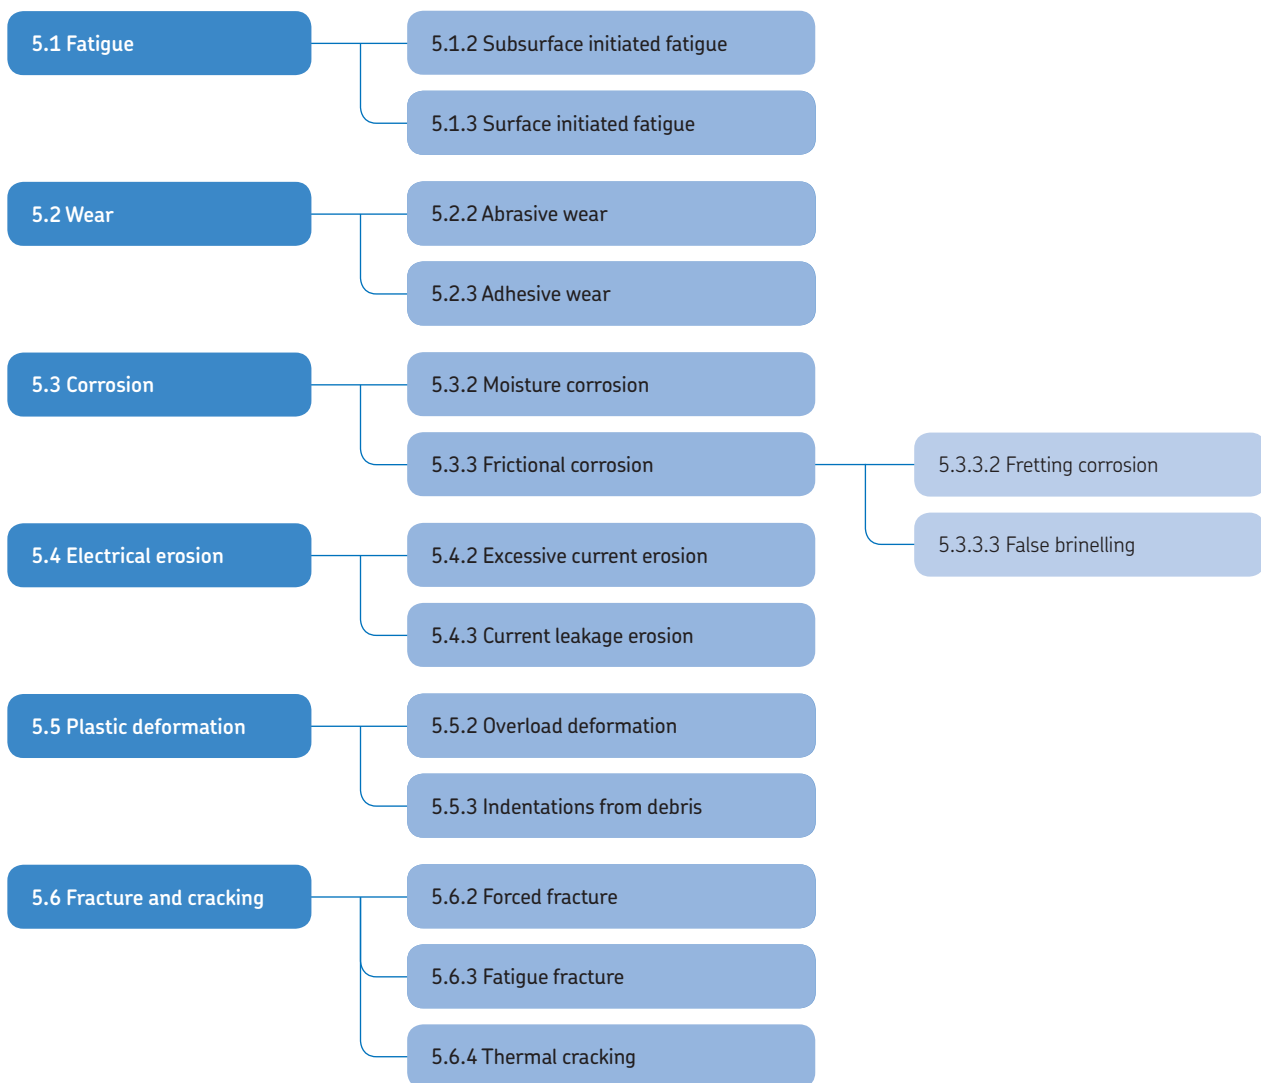 5.1 Fatigue
5.1.2 Subsurface initiated fatigue
5.1.3 Surface initiated fatigue
5.2 Wear
5.2.2 Abrasive wear
5.2.3 Adhesive wear
5.3 Corrosion
5.3.2 Moisture corrosion
5.3.3 Frictional corrosion
5.3.3.2 Fretting corrosion
5.3.3.3 False brinelling
5.4 Electrical erosion
5.4.2 Excessive current erosion
5.4.3 Current leakage erosion
5.5 Plastic deformation
5.5.2 Overload deformation
5.5.3 Indentations from debris
5.6 Fracture and cracking
5.6.2 Forced fracture
5.6.3 Fatigue fracture
5.6.4 Thermal cracking